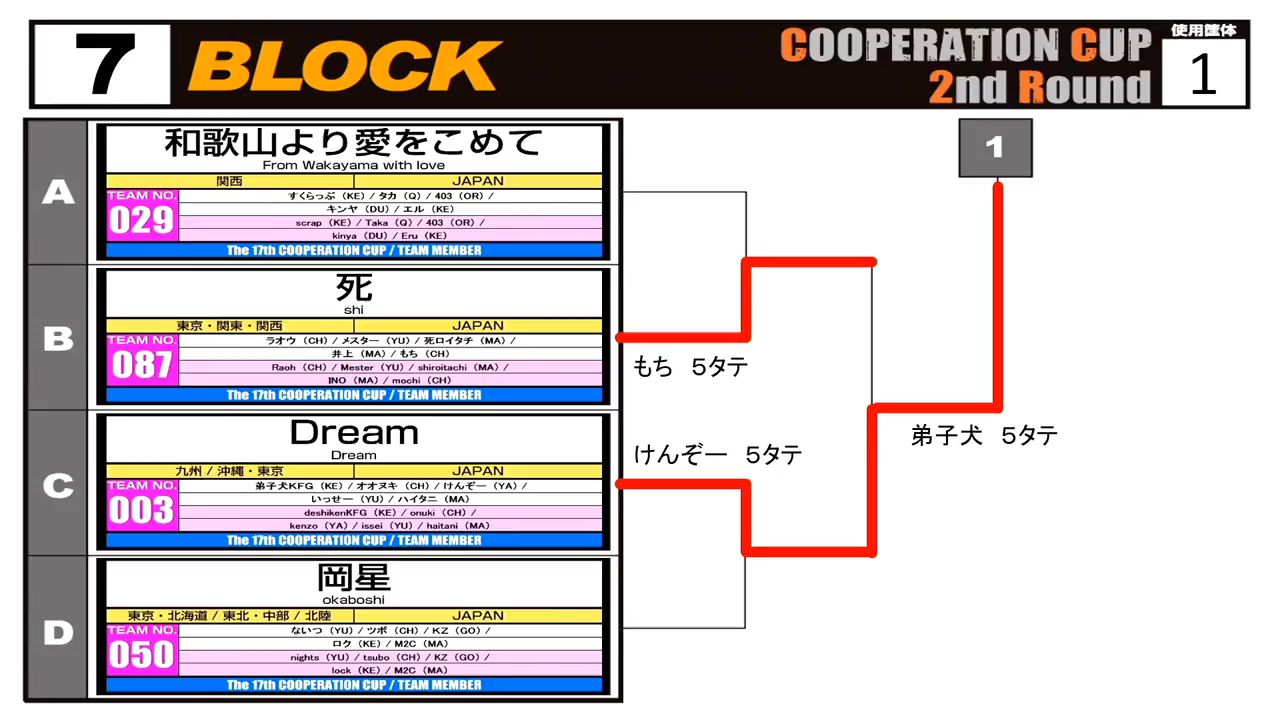 7 BLOCK
COOPERATION CUP
2nd Round
使用筐体
1
A
和歌山より愛をこめて
From Wakayama with love
関西 JAPAN
TEAM NO.
029
すくらっぷ（KE）/ タカ（Q）/ 403（OR）/
キンヤ（DU）/ エル（KE）
scrap（KE）/ Taka（Q）/ 403（OR）/
kinya（DU）/ Eru（KE）
The 17th COOPERATION CUP / TEAM MEMBER
B
死
shi
東京・関東・関西 JAPAN
TEAM NO.
087
ラオウ（CH）/ メスター（YU）/ 死ロイタチ（MA）/
井上（MA）/ もち（CH）
Raoh（CH）/ Mester（YU）/ shiroitachi（MA）/
INO（MA）/ mochi（CH）
The 17th COOPERATION CUP / TEAM MEMBER
C
Dream
Dream
九州 / 沖縄・東京 JAPAN
TEAM NO.
003
弟子犬KFG（KE）/ オオヌキ（CH）/ けんぞー（YA）/
いっせー（YU）/ ハイタニ（MA）
deshikenKFG（KE）/ onuki（CH）/
kenzo（YA）/ issei（YU）/ haitani（MA）
The 17th COOPERATION CUP / TEAM MEMBER
D
岡星
okaboshi
東京・北海道 / 東北・中部 / 北陸 JAPAN
TEAM NO.
050
ないつ（YU）/ ツボ（CH）/ KZ（GO）/
ロク（KE）/ M2C（MA）
nights（YU）/ tsubo（CH）/ KZ（GO）/
lock（KE）/ M2C（MA）
The 17th COOPERATION CUP / TEAM MEMBER
もち　５タテ
けんぞー　５タテ
弟子犬　５タテ
1